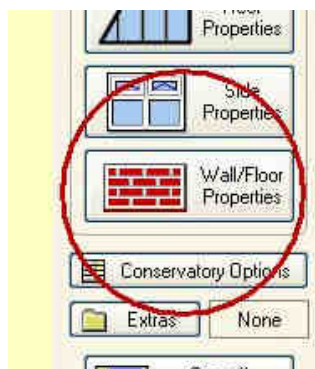 Properties
Side
Properties
Wall/Floor
Properties
Conservatory Options
Extras
None